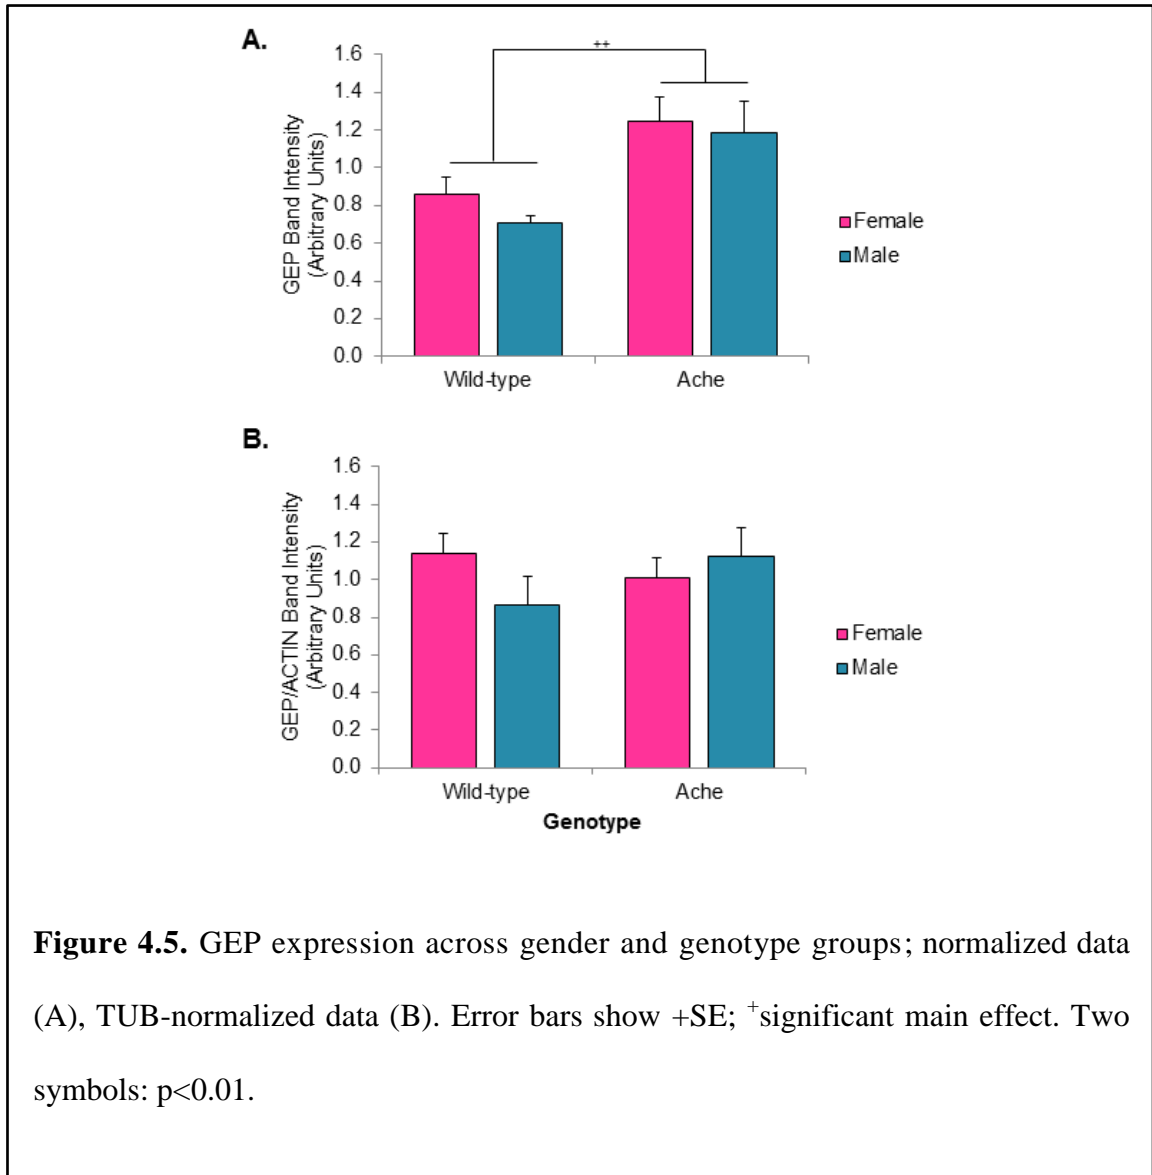 A.
++
1.6
1.4
1.2
1.0
0.8
0.6
0.4
0.2
0.0
GEP Band Intensity
(Arbitrary Units)
Wild-type
Ache
Female
Male
B.
1.6
1.4
1.2
1.0
0.8
0.6
0.4
0.2
0.0
GEP/ACTIN Band Intensity
(Arbitrary Units)
Wild-type
Ache
Genotype
Female
Male
Figure 4.5. GEP expression across gender and genotype groups; normalized data
(A), TUB-normalized data (B). Error bars show +SE; +significant main effect. Two
symbols: p<0.01.